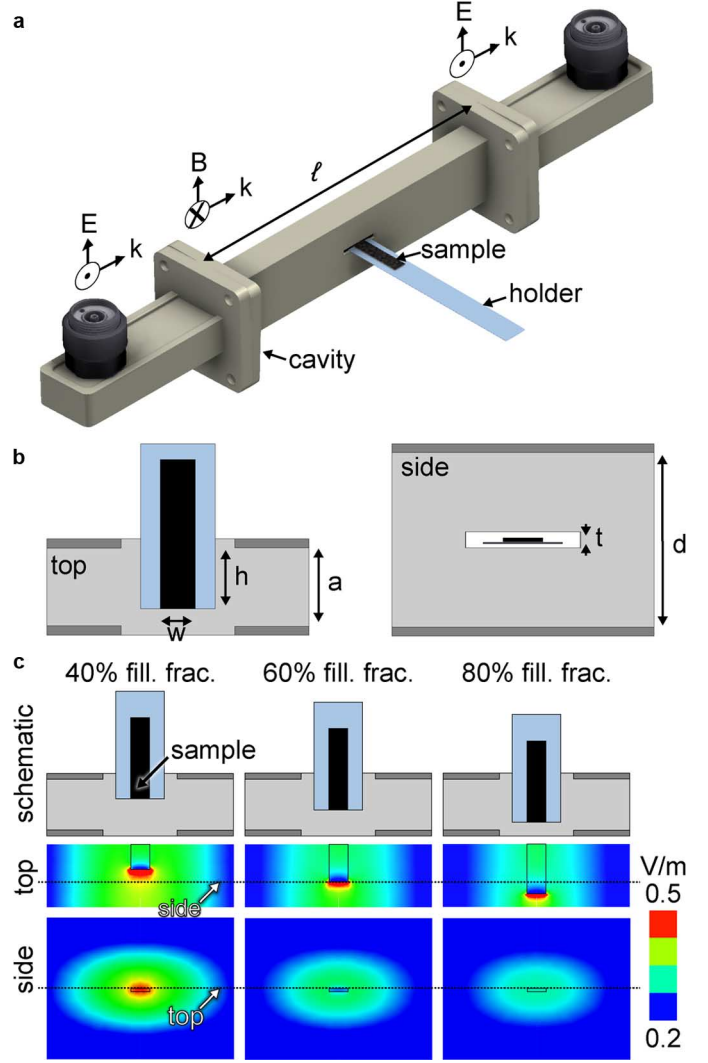 a
E
k
B
k
E
k
ℓ
sample
holder
cavity
b
top
h
a
w
side
t
d
c
40% fill. frac.
60% fill. frac.
80% fill. frac.
schematic
sample
top
side
V/m
0.5
0.2
side
top